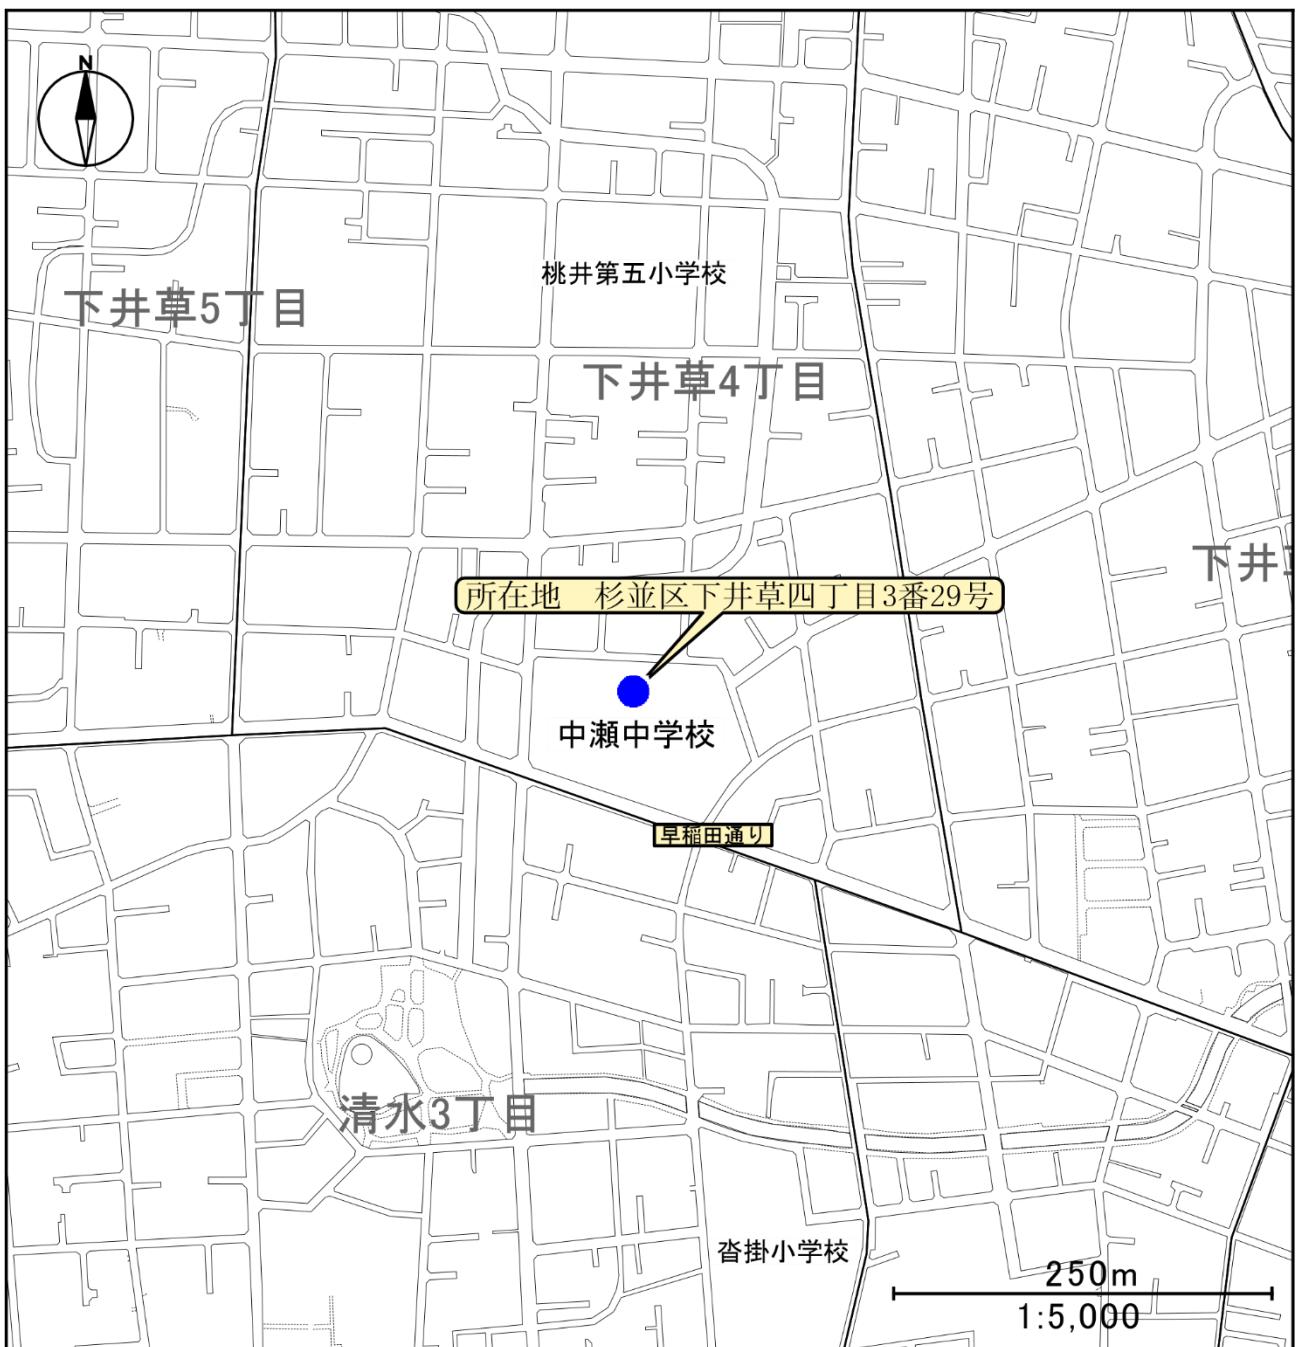 N
桃井第五小学校
下井草5丁目
下井草4丁目
下井
所在地 杉並区下井草四丁目3番29号
中瀬中学校
早稲田通り
清水3丁目
沓掛小学校
250m
1:5,000